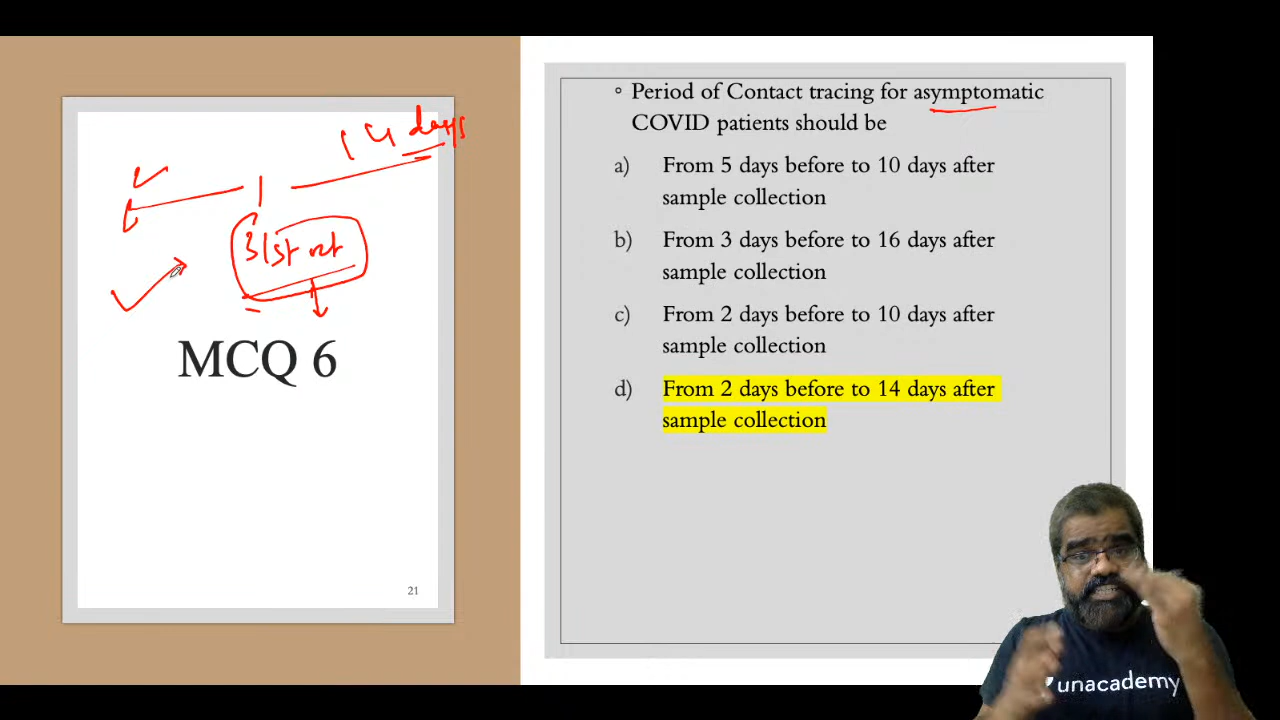 14 days
31st oct
MCQ 6
21
◦ Period of Contact tracing for asymptomatic
COVID patients should be
a) From 5 days before to 10 days after
sample collection
b) From 3 days before to 16 days after
sample collection
c) From 2 days before to 10 days after
sample collection
d) From 2 days before to 14 days after
sample collection
unacademy